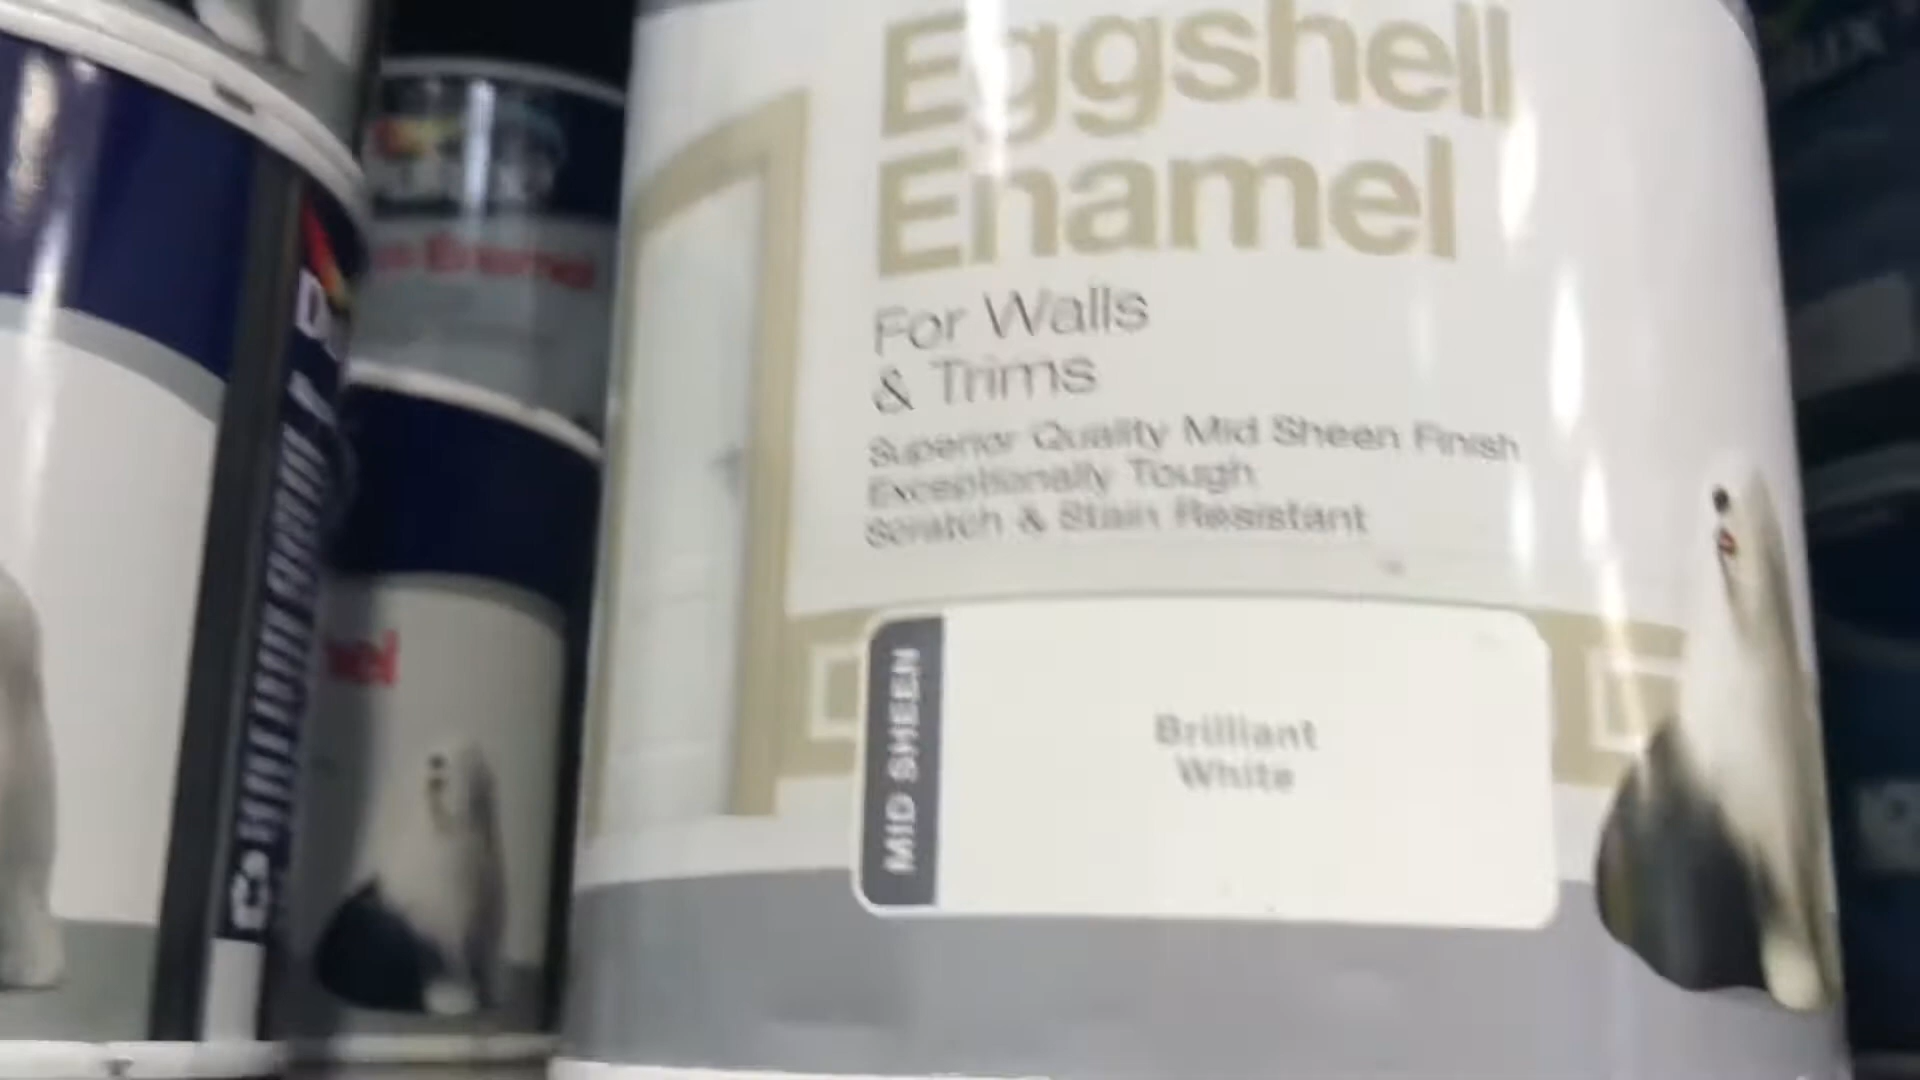 Eggshell
Enamel
For Walls
& Trims
Superior Quality Mid Sheen Finish
Exceptionally Tough
Scratch & Stain Resistant
MID SHEEN
Brilliant
White
Enamel